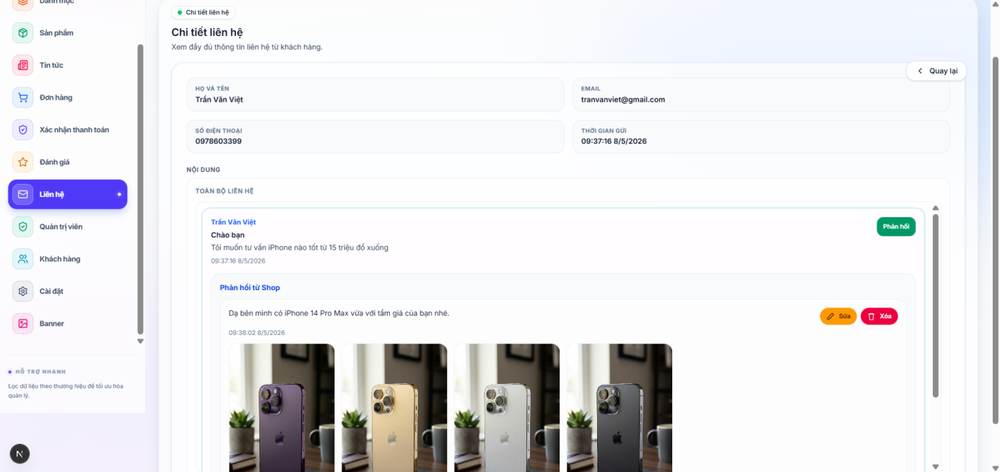 Danh mục
Sản phẩm
Tin tức
Đơn hàng
Xác nhận thanh toán
Đánh giá
Liên hệ
Quản trị viên
Khách hàng
Cài đặt
Banner
HỖ TRỢ NHANH
Lọc dữ liệu theo thương hiệu để tối ưu hóa
quản lý.
N
Chi tiết liên hệ
Chi tiết liên hệ
Xem đầy đủ thông tin liên hệ từ khách hàng.
Quay lại
HỌ VÀ TÊN
Trần Văn Việt
EMAIL
tranvanviet@gmail.com
SỐ ĐIỆN THOẠI
0978603399
THỜI GIAN GỬI
09:37:16 8/5/2026
NỘI DUNG
TOÀN BỘ LIÊN HỆ
Trần Văn Việt
Phản hồi
Chào bạn
Tôi muốn tư vấn iPhone nào tốt từ 15 triệu đổ xuống
09:37:16 8/5/2026
Phản hồi từ Shop
Dạ bên mình có iPhone 14 Pro Max vừa với tầm giá của bạn nhé.
Sửa
Xóa
09:38:02 8/5/2026